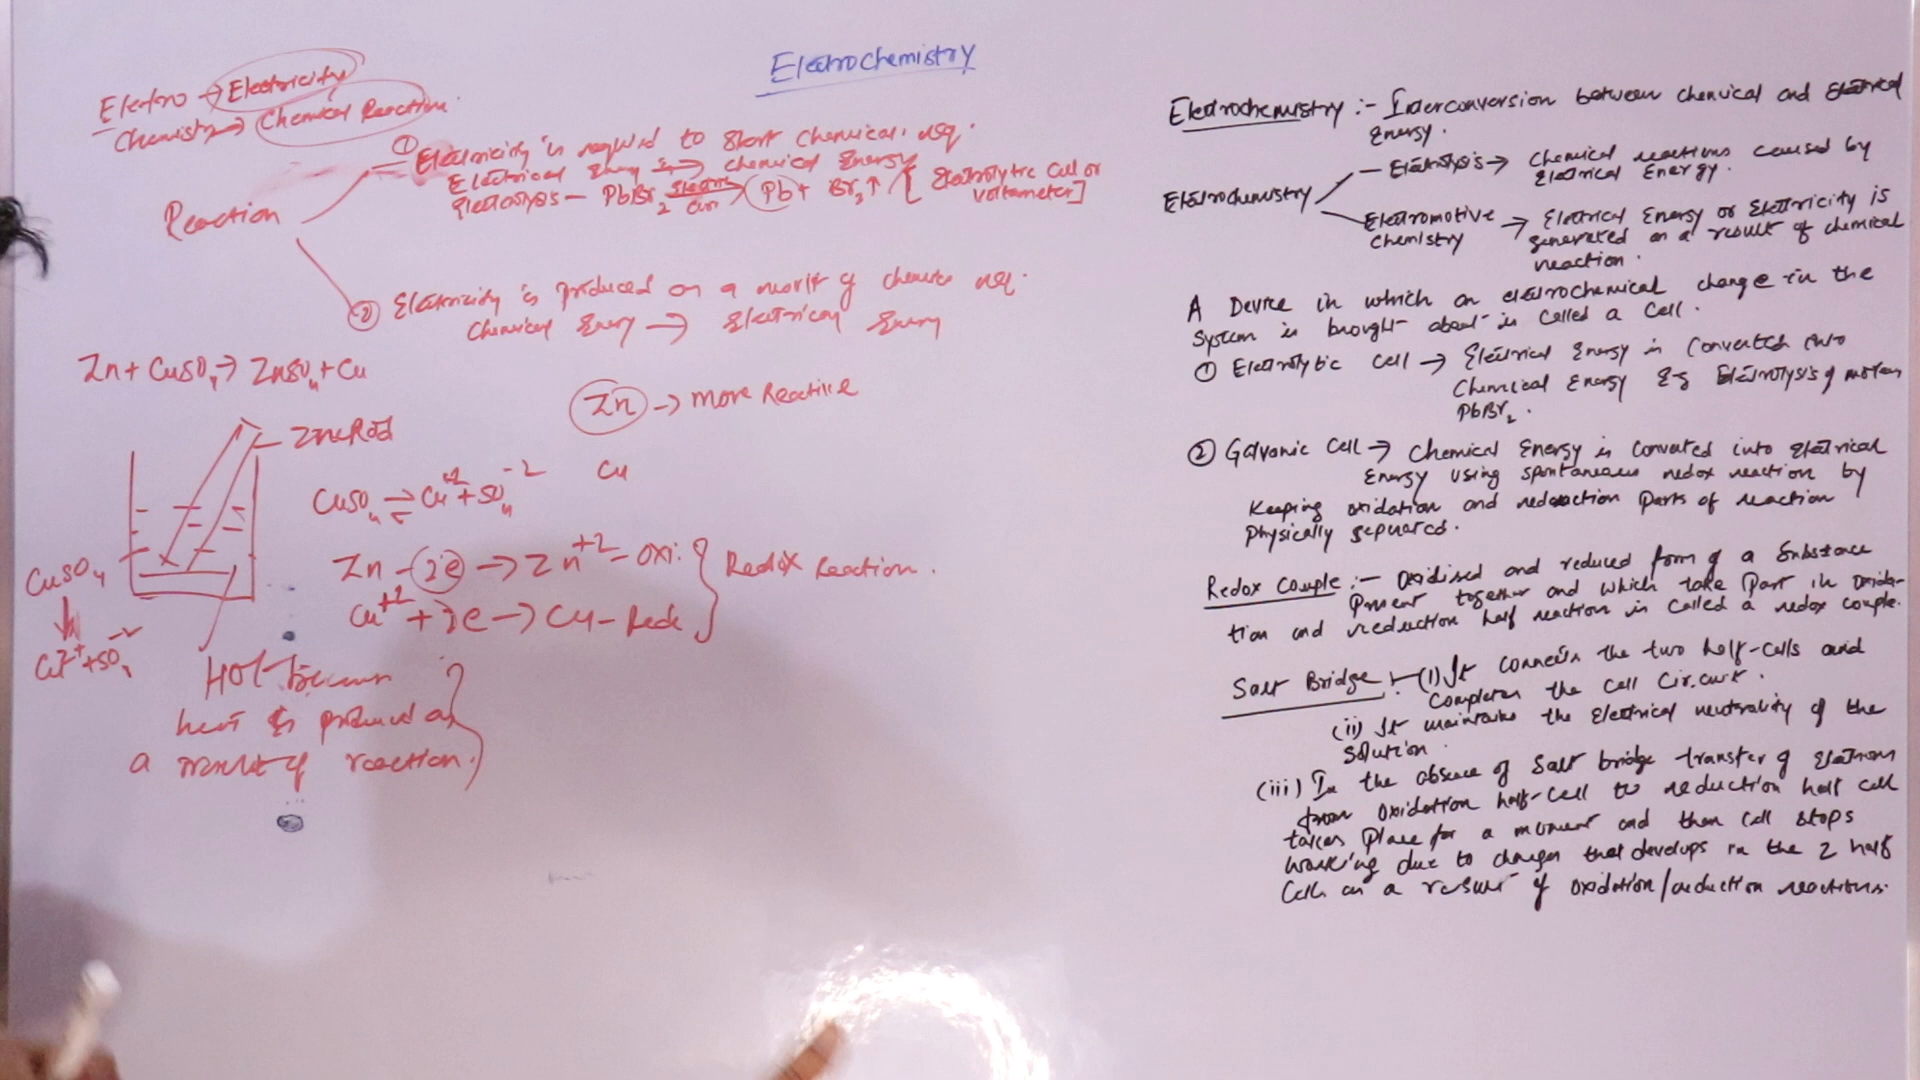 Electrochemistry
Electro → Electricity
Chemistry → Chemical Reaction.
Reaction
① Electricity is required to start chemical. req.
Electrical Energy → chemical Energy
Electrolysis - PbBr2 → Pb + Br2↑ [Electrolytic Cell or
Voltameter]
② Electricity is produced as a result of req.
Chemical Energy → Electrical Energy
Zn + CuSO4 → ZnSO4 + Cu
Zn → more Reactive
Cu
Zinc Rod
CuSO4 ⇌ Cu+2 + SO4-2
Zn - 2e → Zn+2 - oxi.
Cu+2 + 2e → Cu - Red
Redox Reaction.
CuSO4
HOT
heat is produced as
a result of reaction.
Electrochemistry :- Interconversion between chemical and Electrical
Energy.
Electrochemistry
Electrolysis → Chemical reactions caused by
Electrical Energy.
Electromotive → Electrical Energy or Electricity is
chemistry generated as a result of chemical
reaction.
A Device in which an electrochemical change in the
System is brought about is called a Cell.
① Electrolytic Cell → Electrical Energy is Converted into
Chemical Energy Eg Electrolysis of molten
PbBr2.
② Galvanic Cell → Chemical Energy is Converted into Electrical
Energy using spontaneous redox reaction by
Keeping oxidation and reduction Parts of reaction
Physically separated.
Redox Couple :- Oxidised and reduced form of a Substance
Present together and which take Part in Oxida-
tion and reduction half reaction is called a redox couple.
Salt Bridge :- (i) It connects the two half-cells and
Completes the Cell Circuit.
(ii) It maintains the Electrical neutrality of the
Solution.
(iii) In the absence of Salt bridge transfer of Electrons
from Oxidation half-cell to reduction half cell
takes Place for a moment and then Cell stops
working due to charges that develops in the 2 half
Cells as a result of oxidation/reduction reactions.